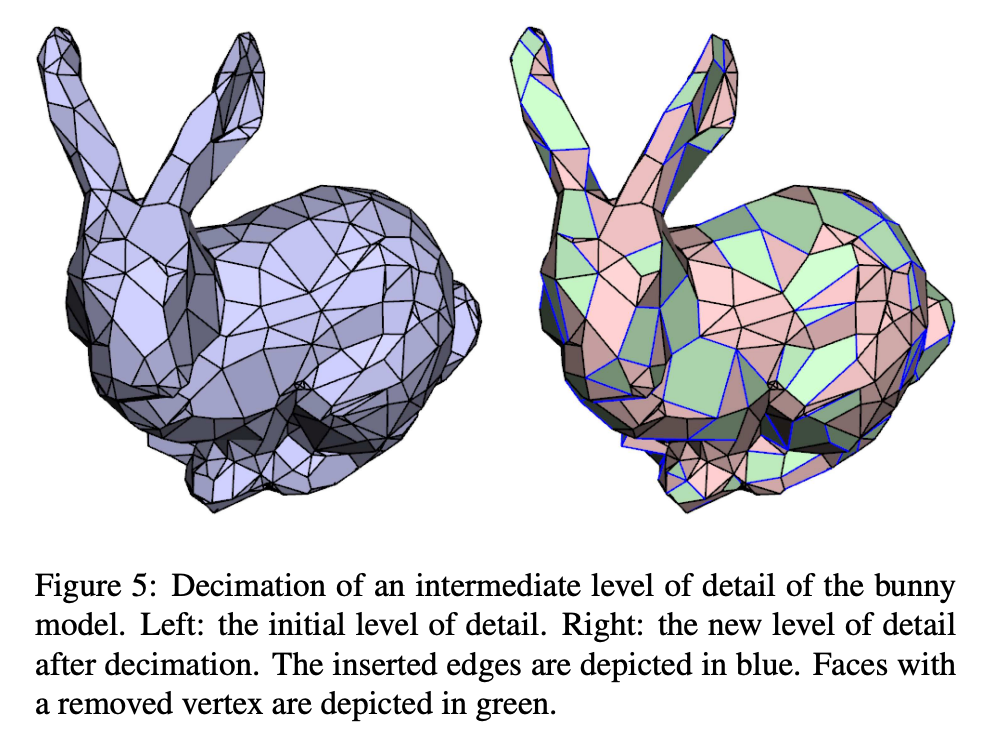 Figure 5: Decimation of an intermediate level of detail of the bunny
model. Left: the initial level of detail. Right: the new level of detail
after decimation. The inserted edges are depicted in blue. Faces with
a removed vertex are depicted in green.